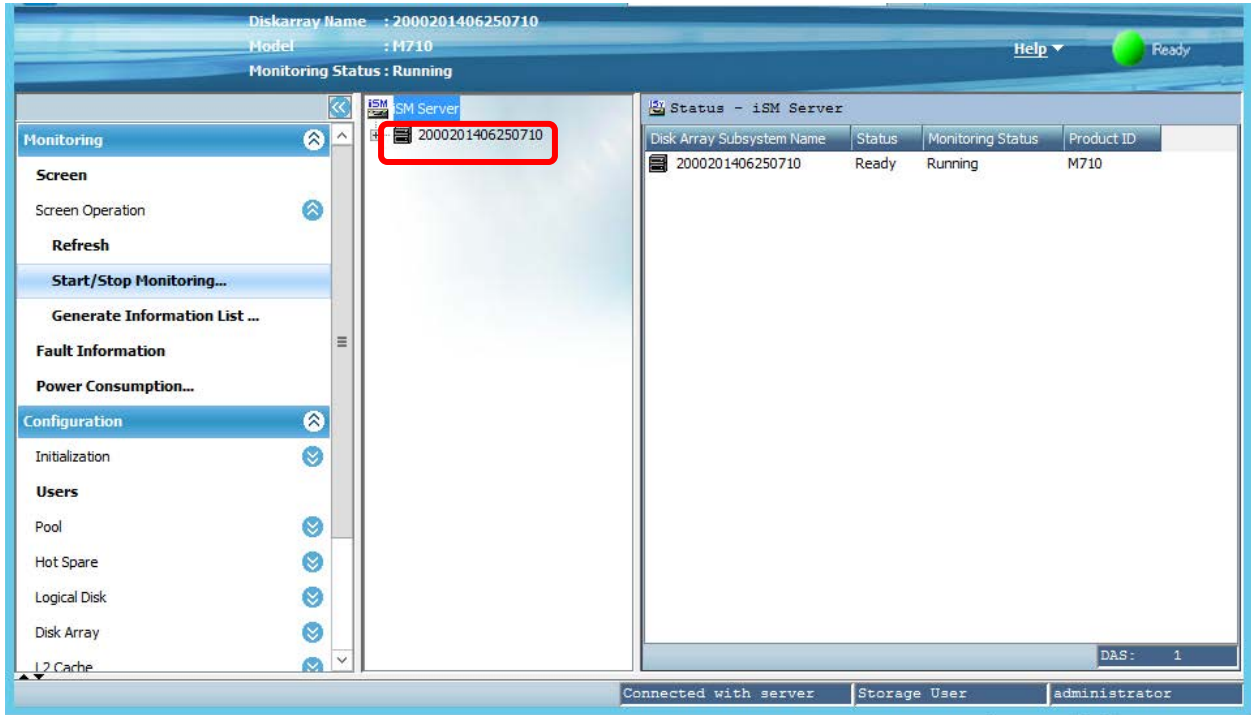 Diskarray Name : 2000201406250710
Model : M710
Monitoring Status : Running
Help
Ready
Monitoring
Screen
Screen Operation
Refresh
Start/Stop Monitoring...
Generate Information List ...
Fault Information
Power Consumption...
Configuration
Initialization
Users
Pool
Hot Spare
Logical Disk
Disk Array
L2 Cache
iSM iSM Server
2000201406250710
Status - iSM Server
Disk Array Subsystem Name Status Monitoring Status Product ID
2000201406250710 Ready Running M710
DAS: 1
Connected with server Storage User administrator